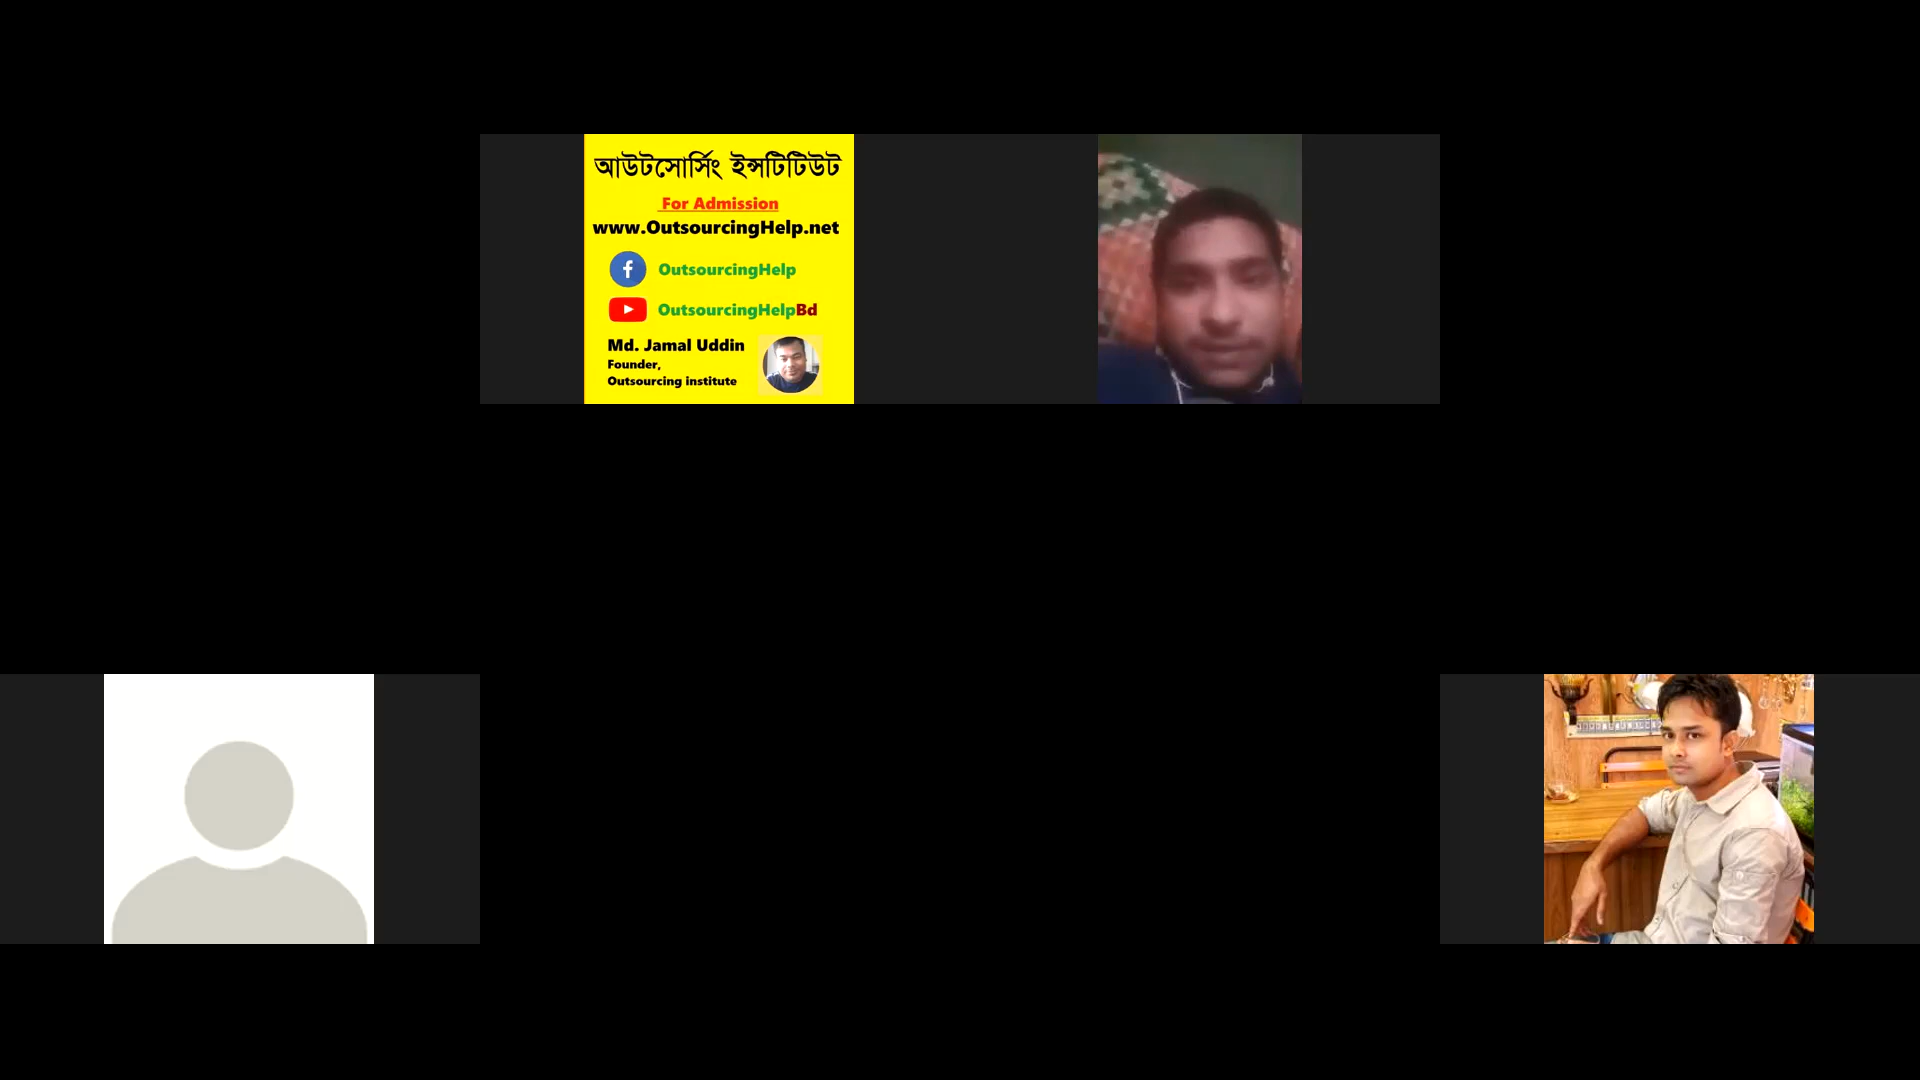 আউটসোর্সিং ইন্সটিটিউট
For Admission
www.OutsourcingHelp.net
OutsourcingHelp
OutsourcingHelpBd
Md. Jamal Uddin
Founder,
Outsourcing institute